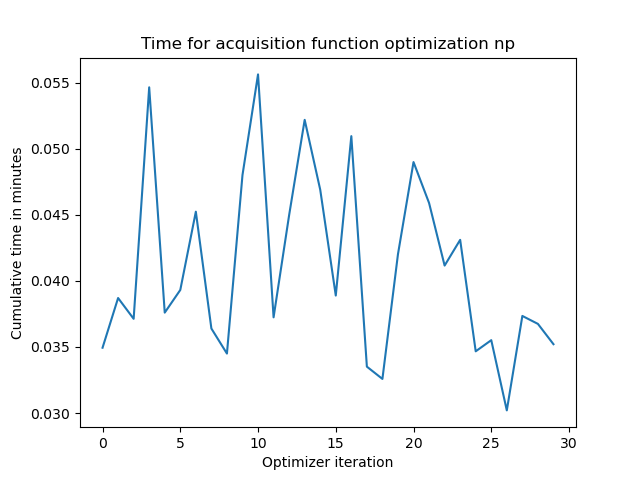 Time for acquisition function optimization np
Cumulative time in minutes
0.055
0.050
0.045
0.040
0.035
0.030
0 5 10 15 20 25 30
Optimizer iteration